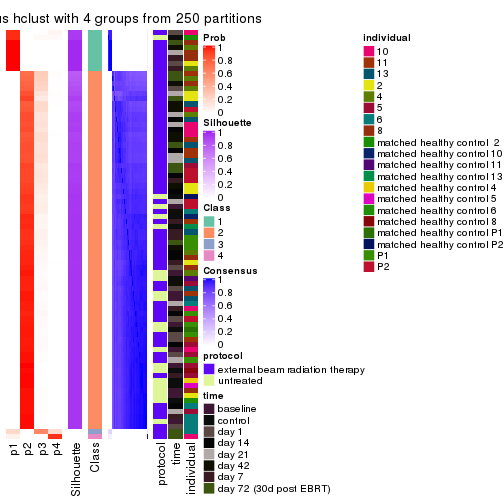 us hclust with 4 groups from 250 partitions
Prob
1
0.8
0.6
0.4
0.2
0
Silhouette
1
0.8
0.6
0.4
0.2
0
Class
1
2
3
4
Consensus
1
0.8
0.6
0.4
0.2
0
protocol
external beam radiation therapy
untreated
time
baseline
control
day 1
day 14
day 21
day 42
day 7
day 72 (30d post EBRT)
individual
10
11
13
2
4
5
6
8
matched healthy control  2
matched healthy control 10
matched healthy control 11
matched healthy control 13
matched healthy control 4
matched healthy control 5
matched healthy control 6
matched healthy control 8
matched healthy control P1
matched healthy control P2
P1
P2
p1
p2
p3
p4
Silhouette
Class
protocol
time
individual